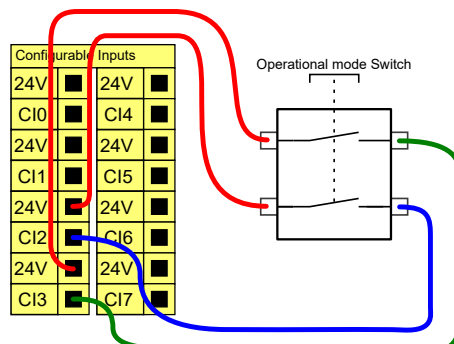 Configurable Inputs
Operational mode Switch
24V 24V
CI0 CI4
24V 24V
CI1 CI5
24V 24V
CI2 CI6
24V 24V
CI3 CI7